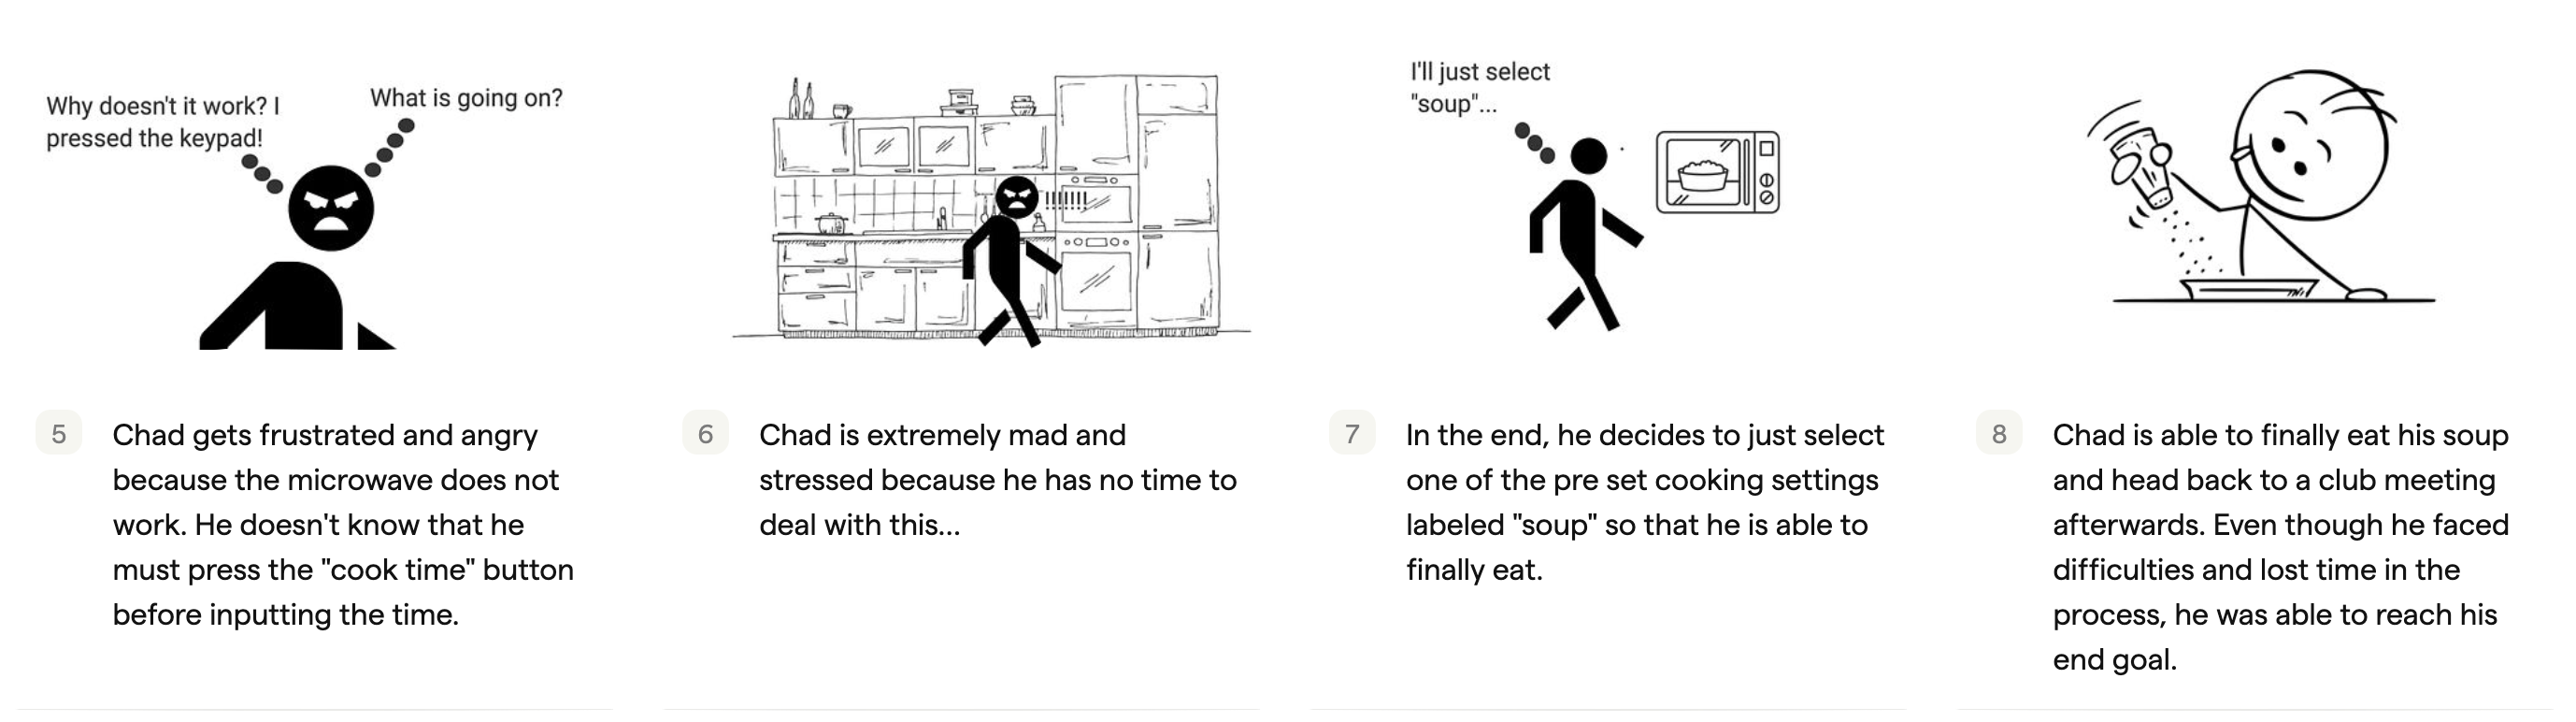 Why doesn't it work? I
pressed the keypad!
What is going on?
!!!!!!!
I'll just select
"soup"...
5
Chad gets frustrated and angry
because the microwave does not
work. He doesn't know that he
must press the "cook time" button
before inputting the time.
6
Chad is extremely mad and
stressed because he has no time to
deal with this...
7
In the end, he decides to just select
one of the pre set cooking settings
labeled "soup" so that he is able to
finally eat.
8
Chad is able to finally eat his soup
and head back to a club meeting
afterwards. Even though he faced
difficulties and lost time in the
process, he was able to reach his
end goal.